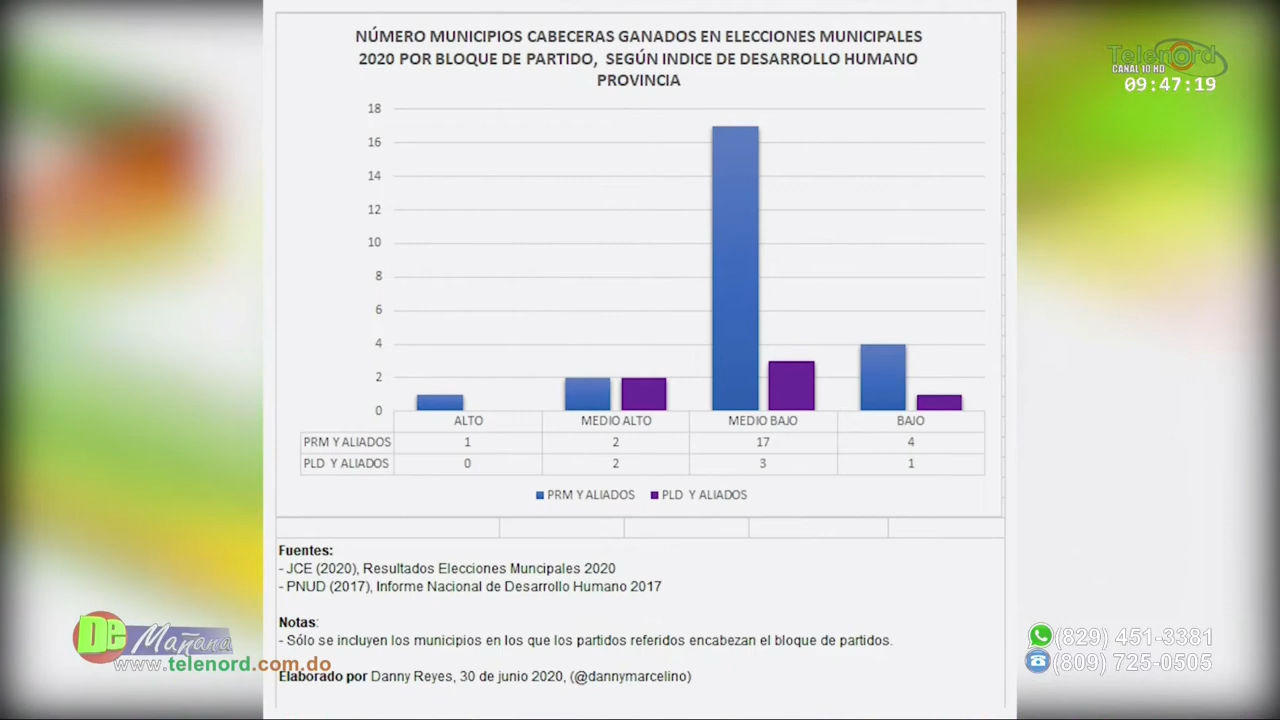 NÚMERO MUNICIPIOS CABECERAS GANADOS EN ELECCIONES MUNICIPALES
2020 POR BLOQUE DE PARTIDO, SEGÚN INDICE DE DESARROLLO HUMANO
PROVINCIA
Telenord
CANAL 10 HD
09:47:19
18
16
14
12
10
8
6
4
2
0
ALTO MEDIO ALTO MEDIO BAJO BAJO
PRM Y ALIADOS 1 2 17 4
PLD Y ALIADOS 0 2 3 1
PRM Y ALIADOS PLD Y ALIADOS
Fuentes:
- JCE (2020), Resultados Elecciones Muncipales 2020
- PNUD (2017), Informe Nacional de Desarrollo Humano 2017
Notas:
- Sólo se incluyen los municipios en los que los partidos referidos encabezan el bloque de partidos.
Elaborado por Danny Reyes, 30 de junio 2020, (@dannymarcelino)
De Mañana
www.telenord.com.do
(829) 451-3381
(809) 725-0505